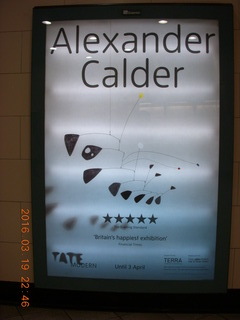 Alexander
Calder
★★★★★
'Britain's happiest exhibition'
TATE
MODERN
Until 3 April
TERRA
2016 03 19 22:46